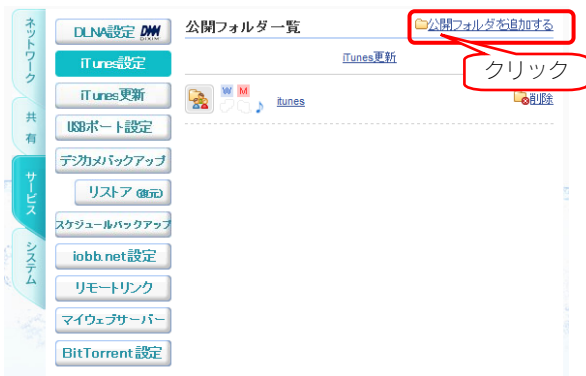 ネットワーク
共有
サービス
システム
DLNA設定 DiXiM
iTunes設定
iTunes更新
USBポート設定
デジカメバックアップ
リストア (復元)
スケジュールバックアップ
iobb.net設定
リモートリンク
マイウェブサーバー
BitTorrent設定
公開フォルダ一覧
公開フォルダを追加する
iTunes更新
クリック
W M
itunes
削除